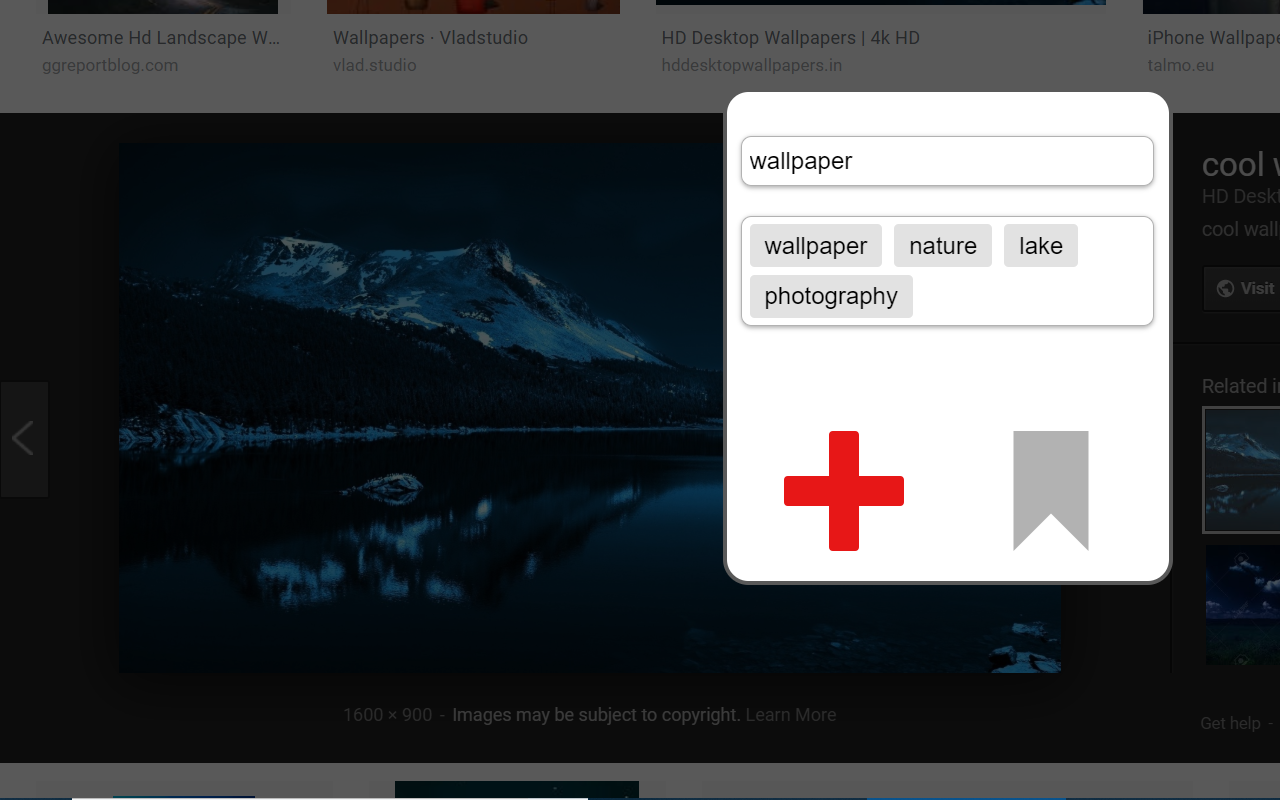 Awesome Hd Landscape W...
ggreportblog.com
Wallpapers · Vladstudio
vlad.studio
HD Desktop Wallpapers | 4k HD
hddesktopwallpapers.in
iPhone Wallpape
talmo.eu
wallpaper
wallpaper nature lake
photography
cool w
HD Deskt
cool wall
Visit
Related in
1600 × 900 - Images may be subject to copyright. Learn More
Get help -